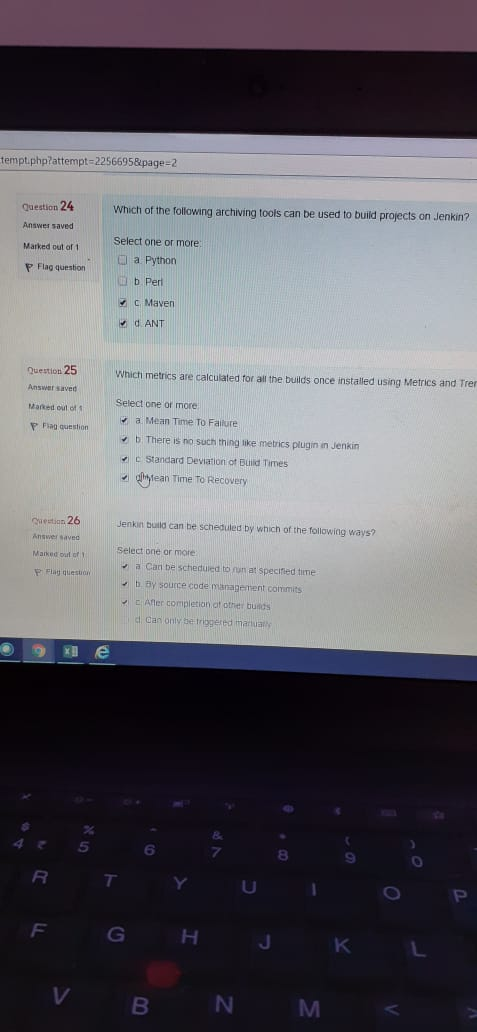 tempt.php?attempt=2256695&page=2
Question 24
Answer saved
Marked out of 1
Flag question
Which of the following archiving tools can be used to build projects on Jenkin?
Select one or more:
a. Python
b. Perl
c. Maven
d. ANT
Question 25
Answer saved
Marked out of 1
Flag question
Which metrics are calculated for all the builds once installed using Metrics and Tren
Select one or more:
a. Mean Time To Failure
b. There is no such thing like metrics plugin in Jenkin
c. Standard Deviation of Build Times
Mean Time To Recovery
Question 26
Answer saved
Marked out of 1
Flag question
Jenkin build can be scheduled by which of the following ways?
Select one or more:
a. Can be scheduled to run at specified time
b. By source code management commits
c. After completion of other builds
d. Can only be triggered manually
$ % ^ & * ( )
4 ₹ 5 6 7 8 9 0
R T Y U I O P
F G H J K L
V B N M < >